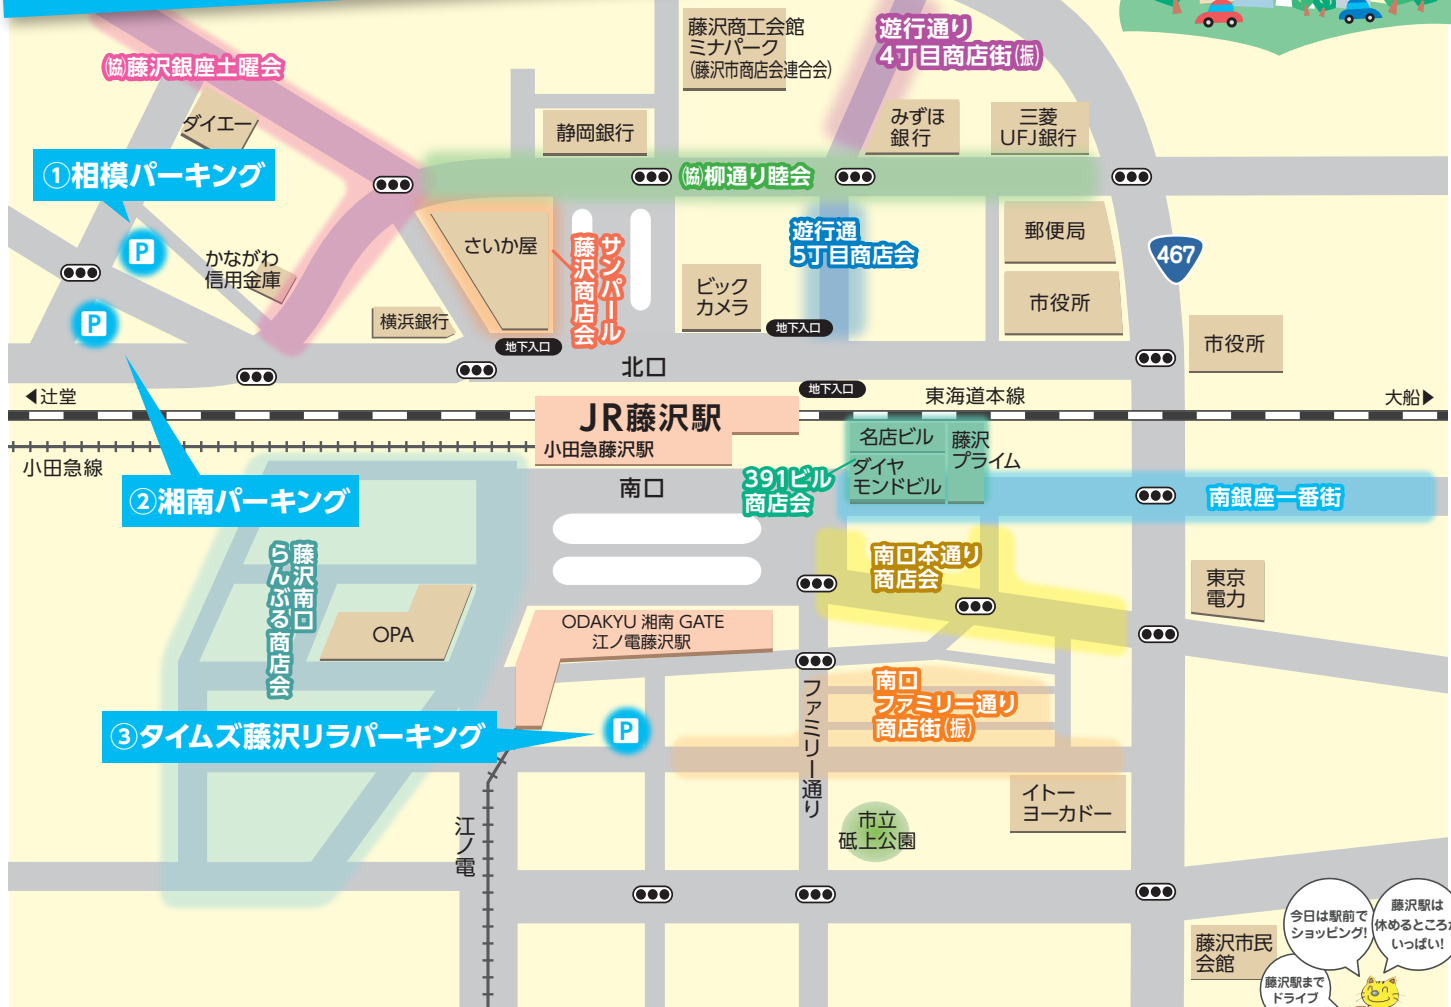 ㈿藤沢銀座土曜会
藤沢商工会館
ミナパーク
(藤沢市商店会連合会)
遊行通り
4丁目商店街(振)
ダイエー
静岡銀行
みずほ
銀行
三菱
UFJ銀行
①相模パーキング
㈿柳通り睦会
P
かながわ
信用金庫
さいか屋
サンパール
藤沢商店会
ビック
カメラ
遊行通
5丁目商店会
郵便局
467
市役所
P
横浜銀行
地下入口
地下入口
市役所
北口
地下入口
◀辻堂
東海道本線
大船▶
JR藤沢駅
小田急藤沢駅
小田急線
名店ビル
藤沢
プライム
ダイヤ
モンドビル
南口
391ビル
商店会
②湘南パーキング
南銀座一番街
藤沢南口
らんぶる商店会
南口本通り
商店会
東京
電力
OPA
ODAKYU 湘南 GATE
江ノ電藤沢駅
ファミリー通り
南口
ファミリー通り
商店街(振)
③タイムズ藤沢リラパーキング
P
イトー
ヨーカドー
江ノ電
市立
砥上公園
藤沢市民
会館
今日は駅前で
ショッピング!
藤沢駅は
休めるところが
いっぱい!
藤沢駅まで
ドライブ